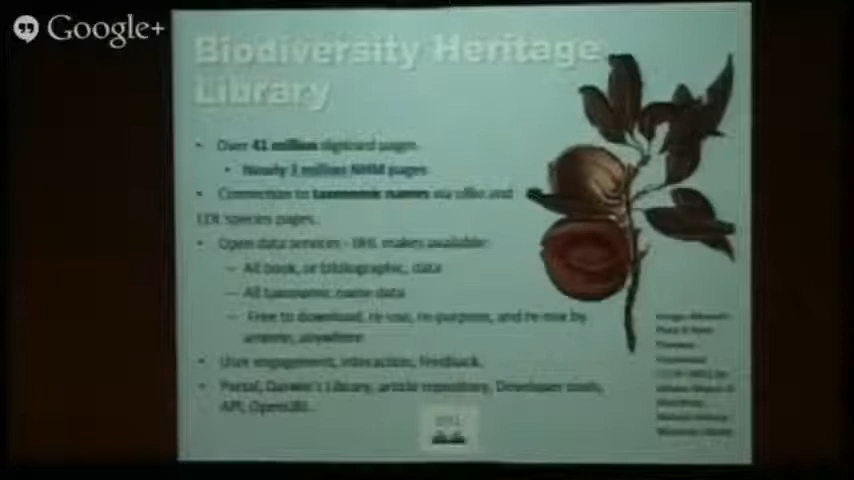 Google+
Biodiversity Heritage
Library
• Over 41 million digitized pages.
• Nearly 3 million NHM pages
• Connection to taxonomic names via uBio and
EOL species pages.
• Open data services - BHL makes available:
– All book, or bibliographic, data
– All taxonomic name data
– Free to download, re-use, re-purpose, and re-mix by
anyone, anywhere
• User engagement, interaction, feedback.
• Portal, Darwin's Library, article repository, Developer tools,
API, OpenURL.